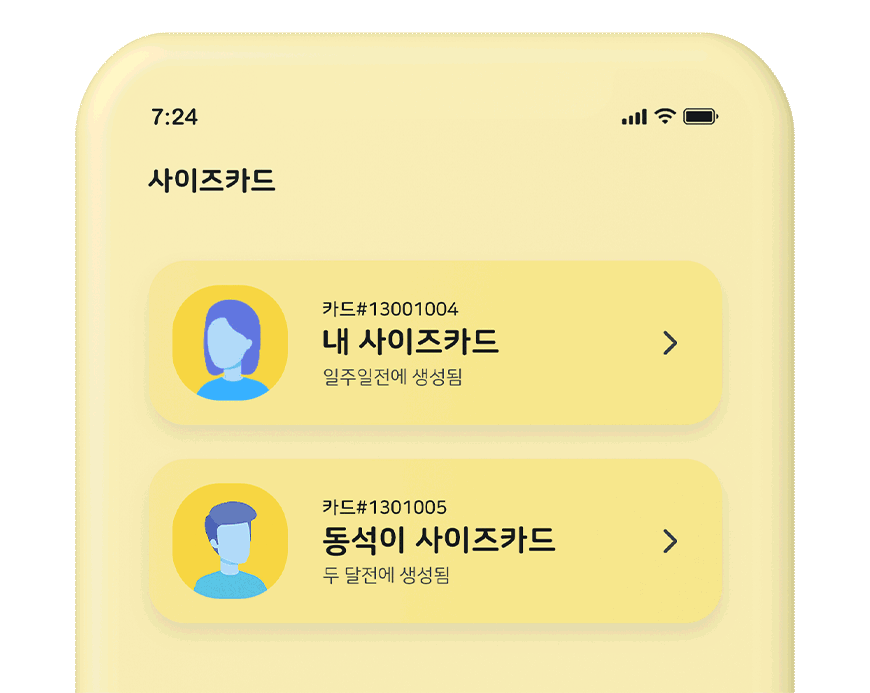 7:24
사이즈카드
카드#13001004
내 사이즈카드
일주일전에 생성됨
카드#1301005
동석이 사이즈카드
두 달전에 생성됨